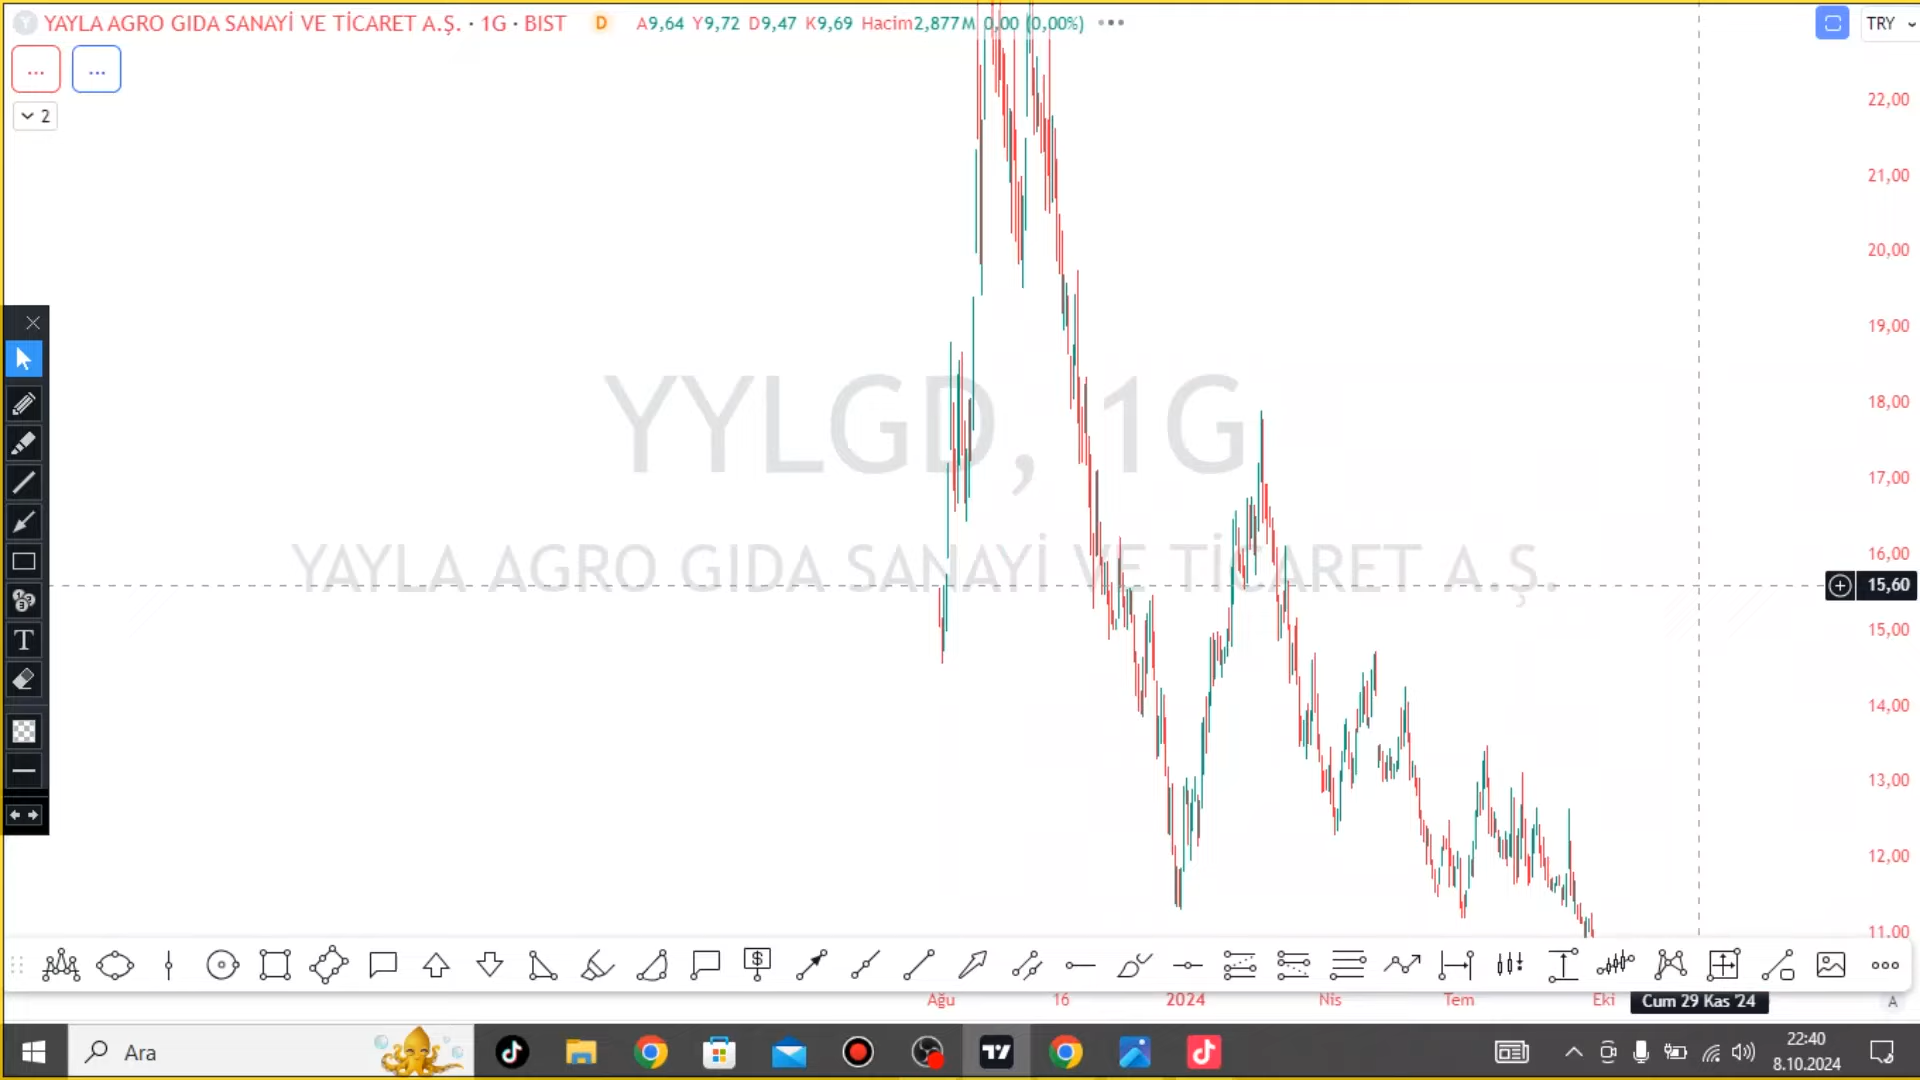 YAYLA AGRO GIDA SANAYİ VE TİCARET A.Ş. · 1G · BIST D A9,64 Y9,72 D9,47 K9,69 Hacim2,877M 0,00 (0,00%) •••
TRY
... ...
2
22,00
21,00
20,00
19,00
18,00
17,00
16,00
15,60
15,00
14,00
13,00
12,00
11,00
YYLGD, 1G
YAYLA AGRO GIDA SANAYİ VE TİCARET A.Ş.
T
Ağu 16 2024 Nis Tem Eki Cum 29 Kas '24 A
Ara
22:40
8.10.2024